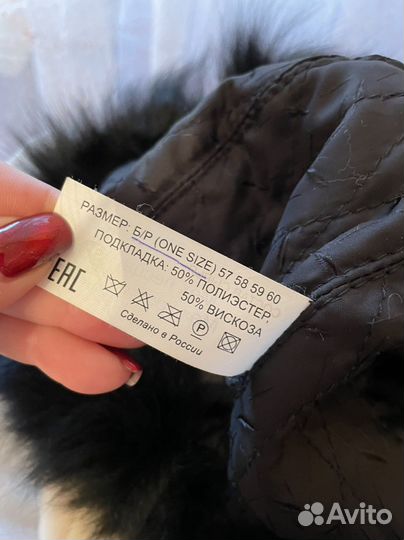 РАЗМЕР: Б/Р (ONE SIZE) 57 58 59 60
ПОДКЛАДКА: 50% ПОЛИЭСТЕР,
50% ВИСКОЗА
EAC
P
Сделано в России
Avito